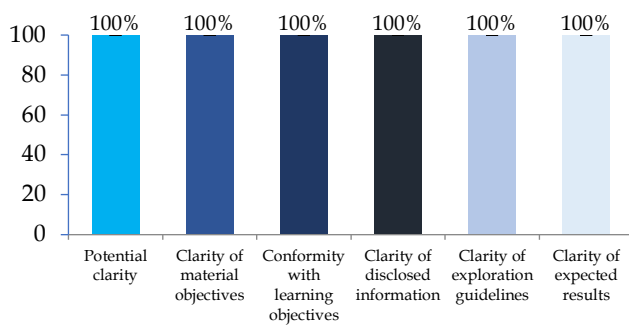 100% 100% 100% 100% 100% 100%
100
80
60
40
20
0
Potential
clarity
Clarity of
material
objectives
Conformity
with
learning
objectives
Clarity of
disclosed
information
Clarity of
exploration
guidelines
Clarity of
expected
results